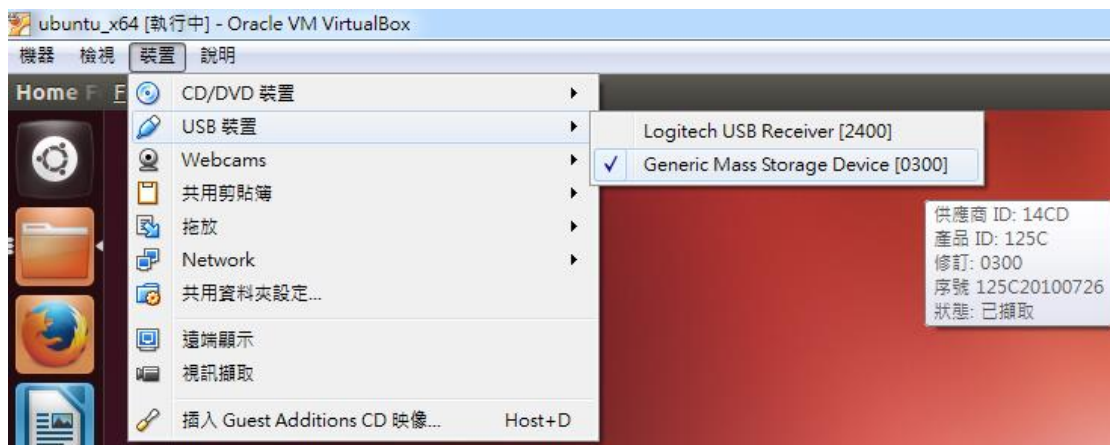 ubuntu_x64 [執行中] - Oracle VM VirtualBox
機器 檢視 裝置 說明
Home F
CD/DVD 裝置
USB 裝置
Logitech USB Receiver [2400]
Webcams
Generic Mass Storage Device [0300]
共用剪貼簿
拖放
Network
共用資料夾設定...
供應商 ID: 14CD
產品 ID: 125C
修訂: 0300
序號 125C20100726
狀態: 已擷取
遠端顯示
視訊擷取
插入 Guest Additions CD 映像... Host+D